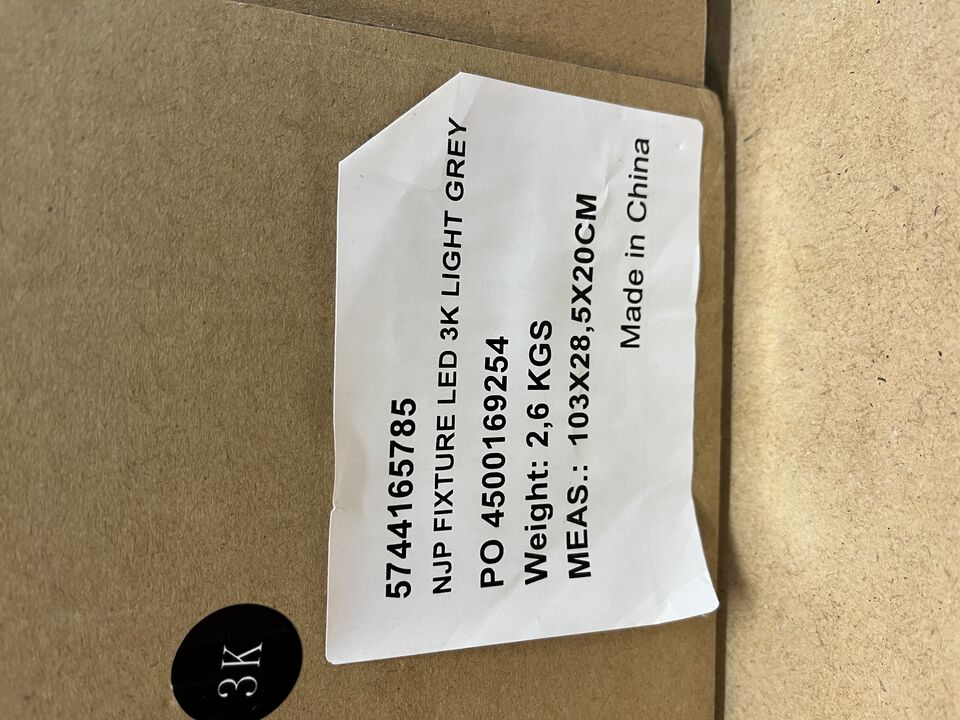 5744165785
NJP FIXTURE LED 3K LIGHT GREY
PO 4500169254
Weight: 2,6 KGS
MEAS.: 103X28,5X20CM
Made in China
3K